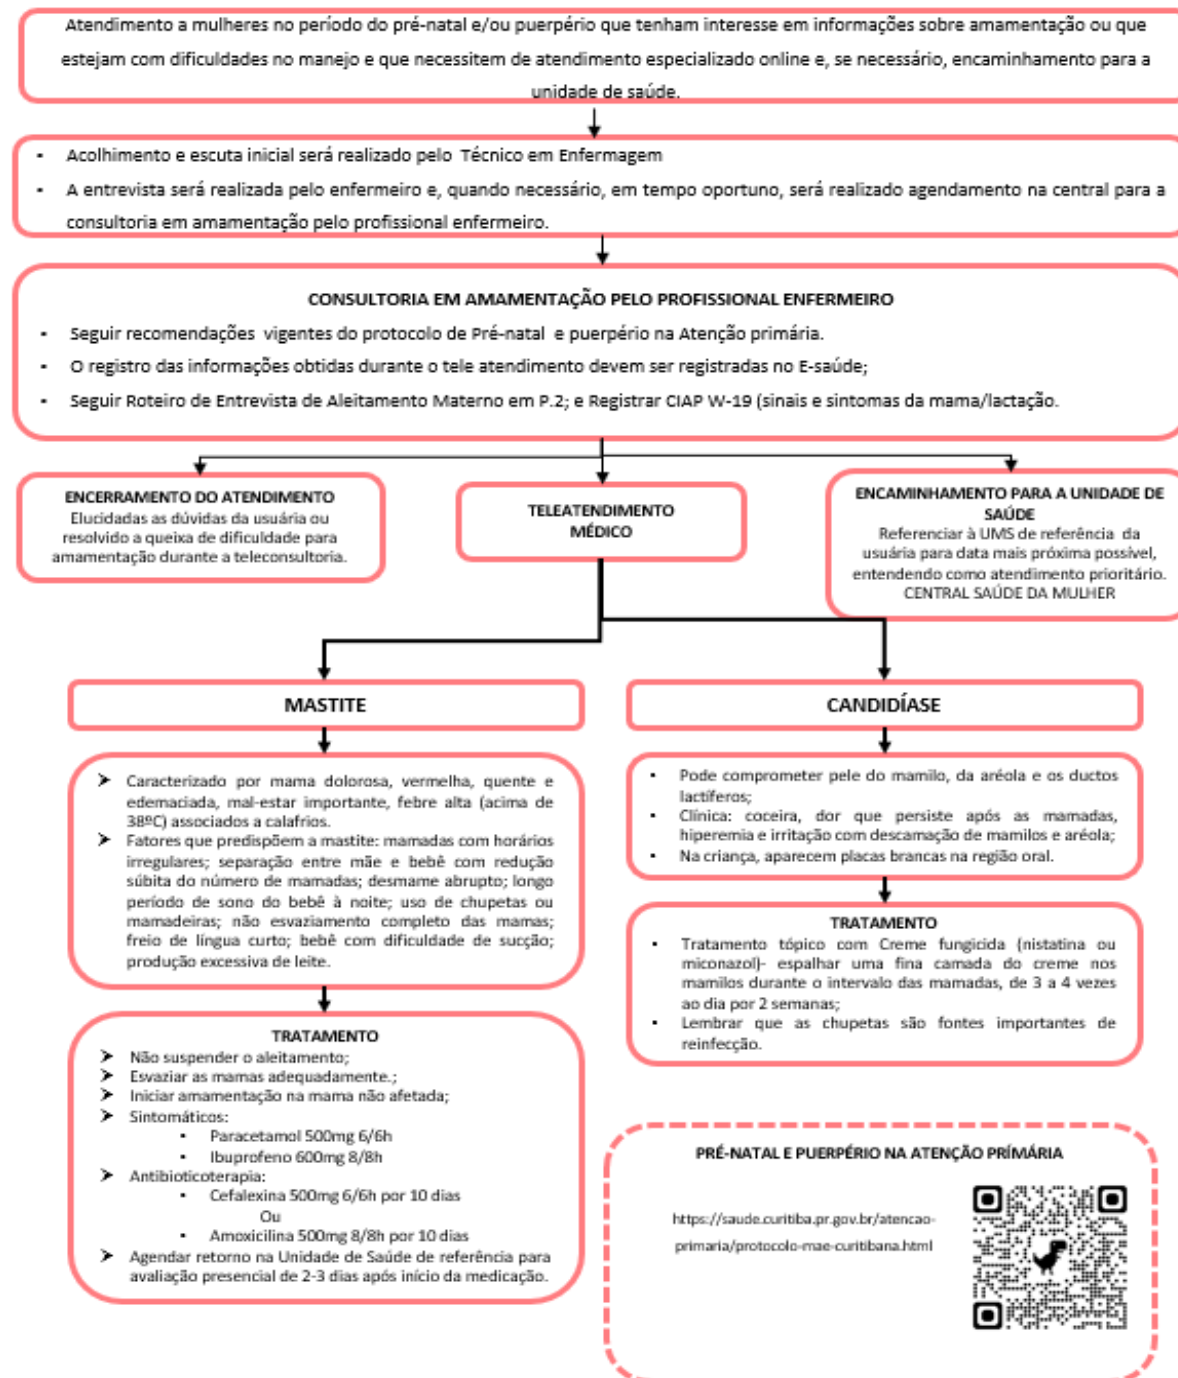 Atendimento a mulheres no período do pré-natal e/ou puerpério que tenham interesse em informações sobre amamentação ou que
estejam com dificuldades no manejo e que necessitem de atendimento especializado online e, se necessário, encaminhamento para a
unidade de saúde.
▪ Acolhimento e escuta inicial será realizado pelo Técnico em Enfermagem
▪ A entrevista será realizada pelo enfermeiro e, quando necessário, em tempo oportuno, será realizado agendamento na central para a
consultoria em amamentação pelo profissional enfermeiro.
CONSULTORIA EM AMAMENTAÇÃO PELO PROFISSIONAL ENFERMEIRO
▪ Seguir recomendações vigentes do protocolo de Pré-natal e puerpério na Atenção primária.
▪ O registro das informações obtidas durante o tele atendimento devem ser registradas no E-saúde;
▪ Seguir Roteiro de Entrevista de Aleitamento Materno em P.2; e Registrar CIAP W-19 (sinais e sintomas da mama/lactação.
ENCERRAMENTO DO ATENDIMENTO
Elucidadas as dúvidas da usuária ou
resolvido a queixa de dificuldade para
amamentação durante a teleconsultoria.
TELEATENDIMENTO
MÉDICO
ENCAMINHAMENTO PARA A UNIDADE DE
SAÚDE
Referenciar à UMS de referência da
usuária para data mais próxima possível,
entendendo como atendimento prioritário.
CENTRAL SAÚDE DA MULHER
MASTITE
➤ Caracterizado por mama dolorosa, vermelha, quente e
edemaciada, mal-estar importante, febre alta (acima de
38ºC) associados a calafrios.
➤ Fatores que predispõem a mastite: mamadas com horários
irregulares; separação entre mãe e bebê com redução
súbita do número de mamadas; desmame abrupto; longo
período de sono do bebê à noite; uso de chupetas ou
mamadeiras; não esvaziamento completo das mamas;
freio de língua curto; bebê com dificuldade de sucção;
produção excessiva de leite.
TRATAMENTO
➤ Não suspender o aleitamento;
➤ Esvaziar as mamas adequadamente.;
➤ Iniciar amamentação na mama não afetada;
➤ Sintomáticos:
▪ Paracetamol 500mg 6/6h
▪ Ibuprofeno 600mg 8/8h
➤ Antibioticoterapia:
▪ Cefalexina 500mg 6/6h por 10 dias
Ou
▪ Amoxicilina 500mg 8/8h por 10 dias
➤ Agendar retorno na Unidade de Saúde de referência para
avaliação presencial de 2-3 dias após início da medicação.
CANDIDÍASE
▪ Pode comprometer pele do mamilo, da aréola e os ductos
lactíferos;
▪ Clínica: coceira, dor que persiste após as mamadas,
hiperemia e irritação com descamação de mamilos e aréola;
▪ Na criança, aparecem placas brancas na região oral.
TRATAMENTO
▪ Tratamento tópico com Creme fungicida (nistatina ou
miconazol)- espalhar uma fina camada do creme nos
mamilos durante o intervalo das mamadas, de 3 a 4 vezes
ao dia por 2 semanas;
▪ Lembrar que as chupetas são fontes importantes de
reinfecção.
PRÉ-NATAL E PUERPÉRIO NA ATENÇÃO PRÍMÁRIA
https://saude.curitiba.pr.gov.br/atencao-
primaria/protocolo-mae-curitibana.html